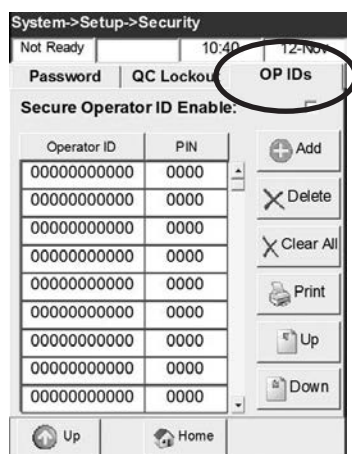 System->Setup->Security
Not Ready 10:40 12-Nov
Password QC Lockout OP IDs
Secure Operator ID Enable:
Operator ID PIN Add
00000000000 0000
00000000000 0000 Delete
00000000000 0000
00000000000 0000 Clear All
00000000000 0000 Print
00000000000 0000
00000000000 0000 Up
00000000000 0000
00000000000 0000 Down
Up Home